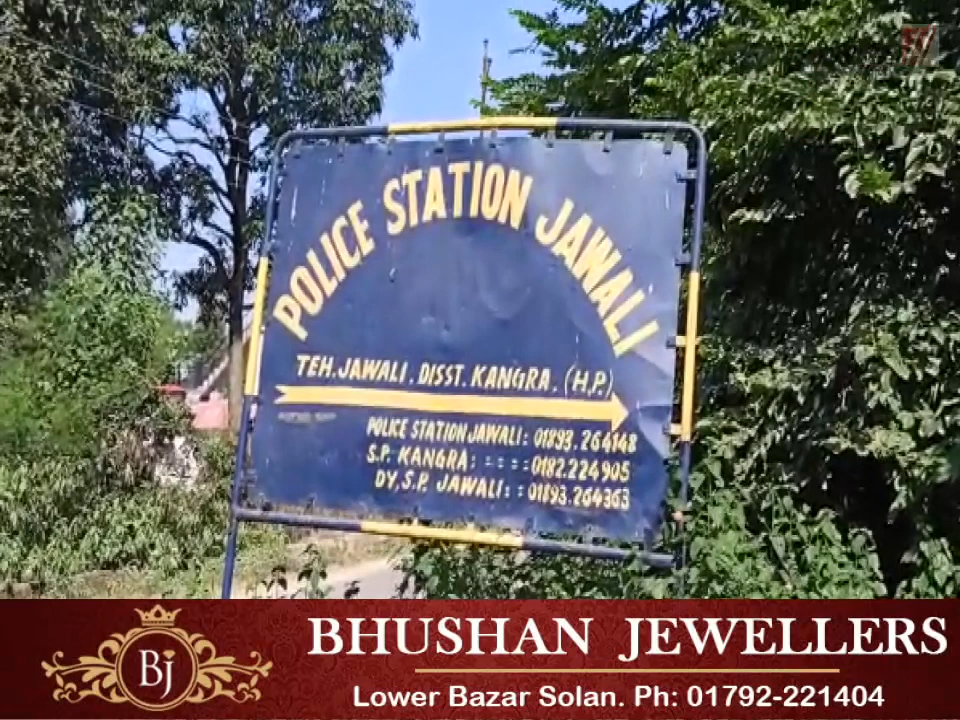 POLICE STATION JAWALI
TEH. JAWALI. DISST. KANGRA. (H.P.)
POLICE STATION JAWALI: 01893.264148
S.P. KANGRA: :::: 0182.224905
DY, S.P. JAWALI: : 01893.264363
Bj
BHUSHAN JEWELLERS
Lower Bazar Solan. Ph: 01792-221404